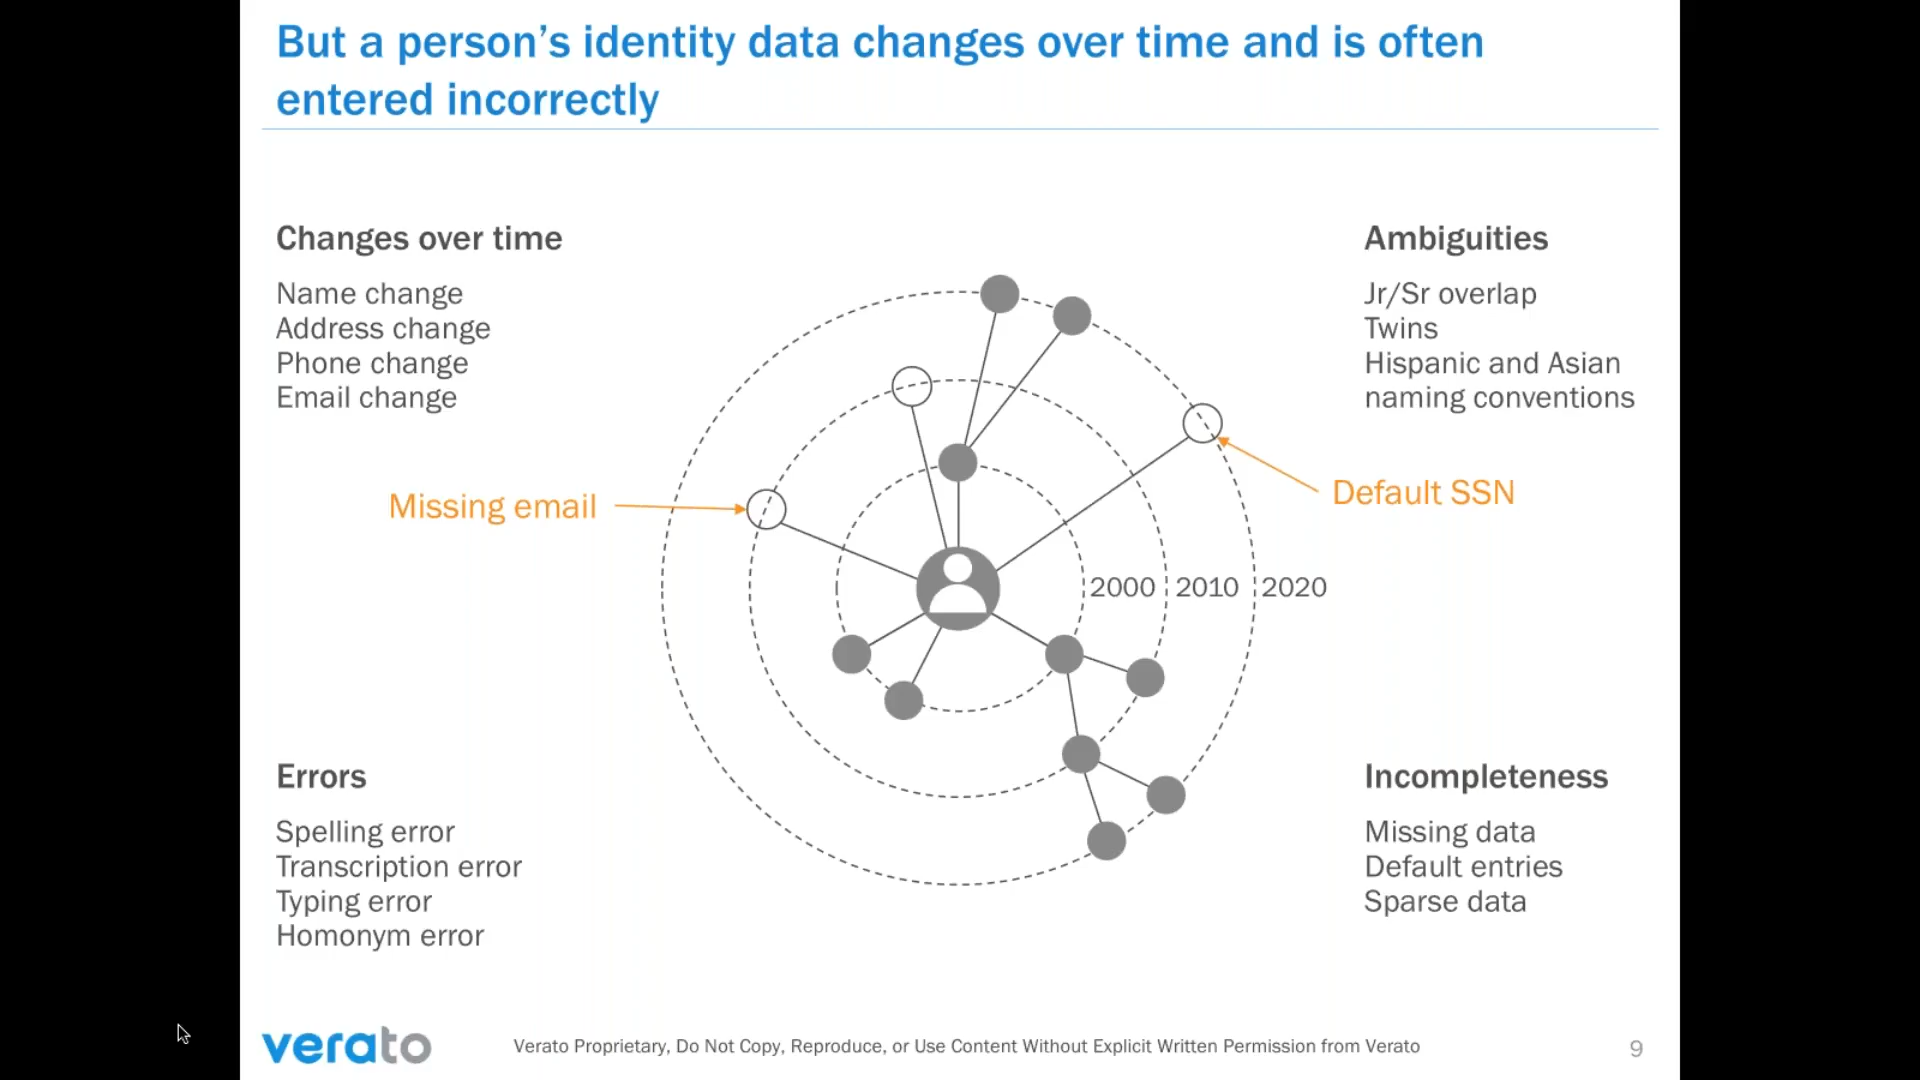 But a person's identity data changes over time and is often
entered incorrectly
Changes over time
Name change
Address change
Phone change
Email change
Ambiguities
Jr/Sr overlap
Twins
Hispanic and Asian
naming conventions
Missing email
Default SSN
2000 2010 2020
Errors
Spelling error
Transcription error
Typing error
Homonym error
Incompleteness
Missing data
Default entries
Sparse data
verato
Verato Proprietary, Do Not Copy, Reproduce, or Use Content Without Explicit Written Permission from Verato
9